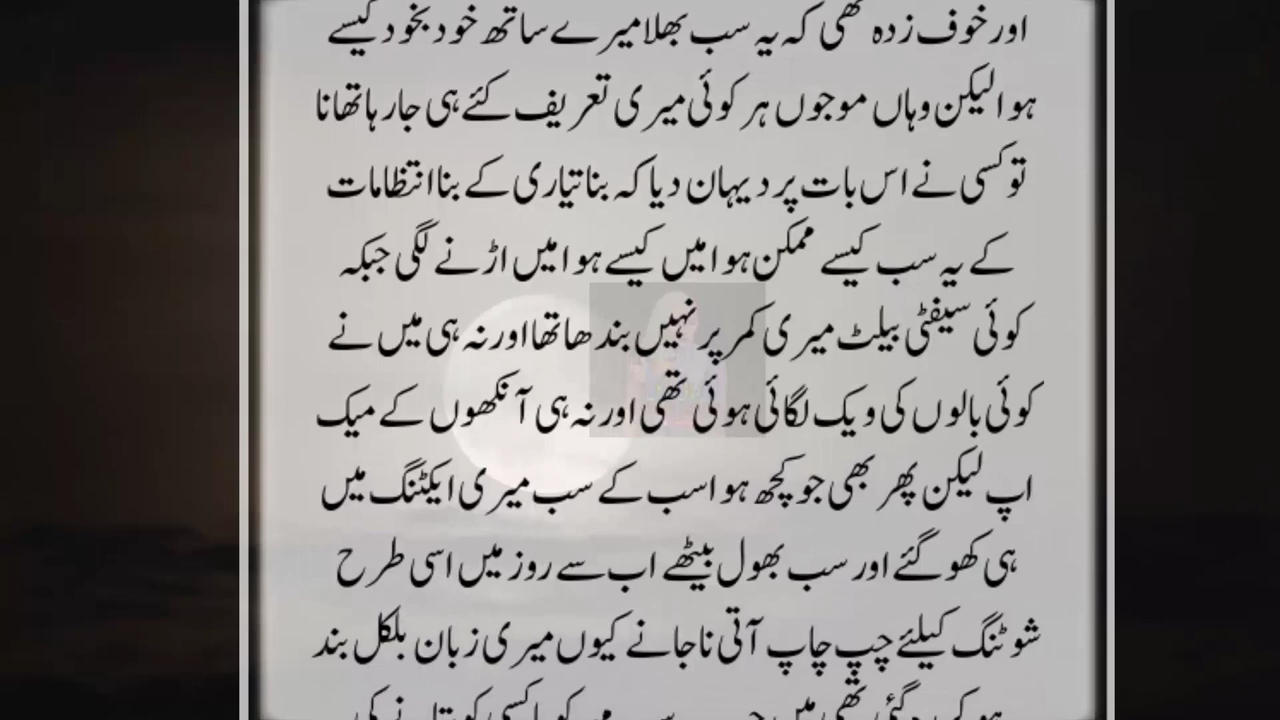 اور خوف زدہ تھی کہ یہ سب بھلا میرے ساتھ خود بخود کیسے
ہوا لیکن وہاں موجوں ہر کوئی میری تعریف کئے ہی جا رہا تھا نا
تو کسی نے اس بات پر دیہان دیا کہ بنا تیاری کے بنا انتظامات
کے یہ سب کیسے ممکن ہوا میں کیسے ہوا میں اڑنے لگی جبکہ
کوئی سیفٹی بیلٹ میری کمر پر نہیں بندھا تھا اور نہ ہی میں نے
کوئی بالوں کی ویک لگائی ہوئی تھی اور نہ ہی آنکھوں کے میک
اپ لیکن پھر بھی جو کچھ ہوا سب کے سب میری ایکٹنگ میں
ہی کھو گئے اور سب بھول بیٹھے اب سے روز میں اسی طرح
شوٹنگ کیلئے چپ چاپ آتی نا جانے کیوں میری زبان بلکل بند